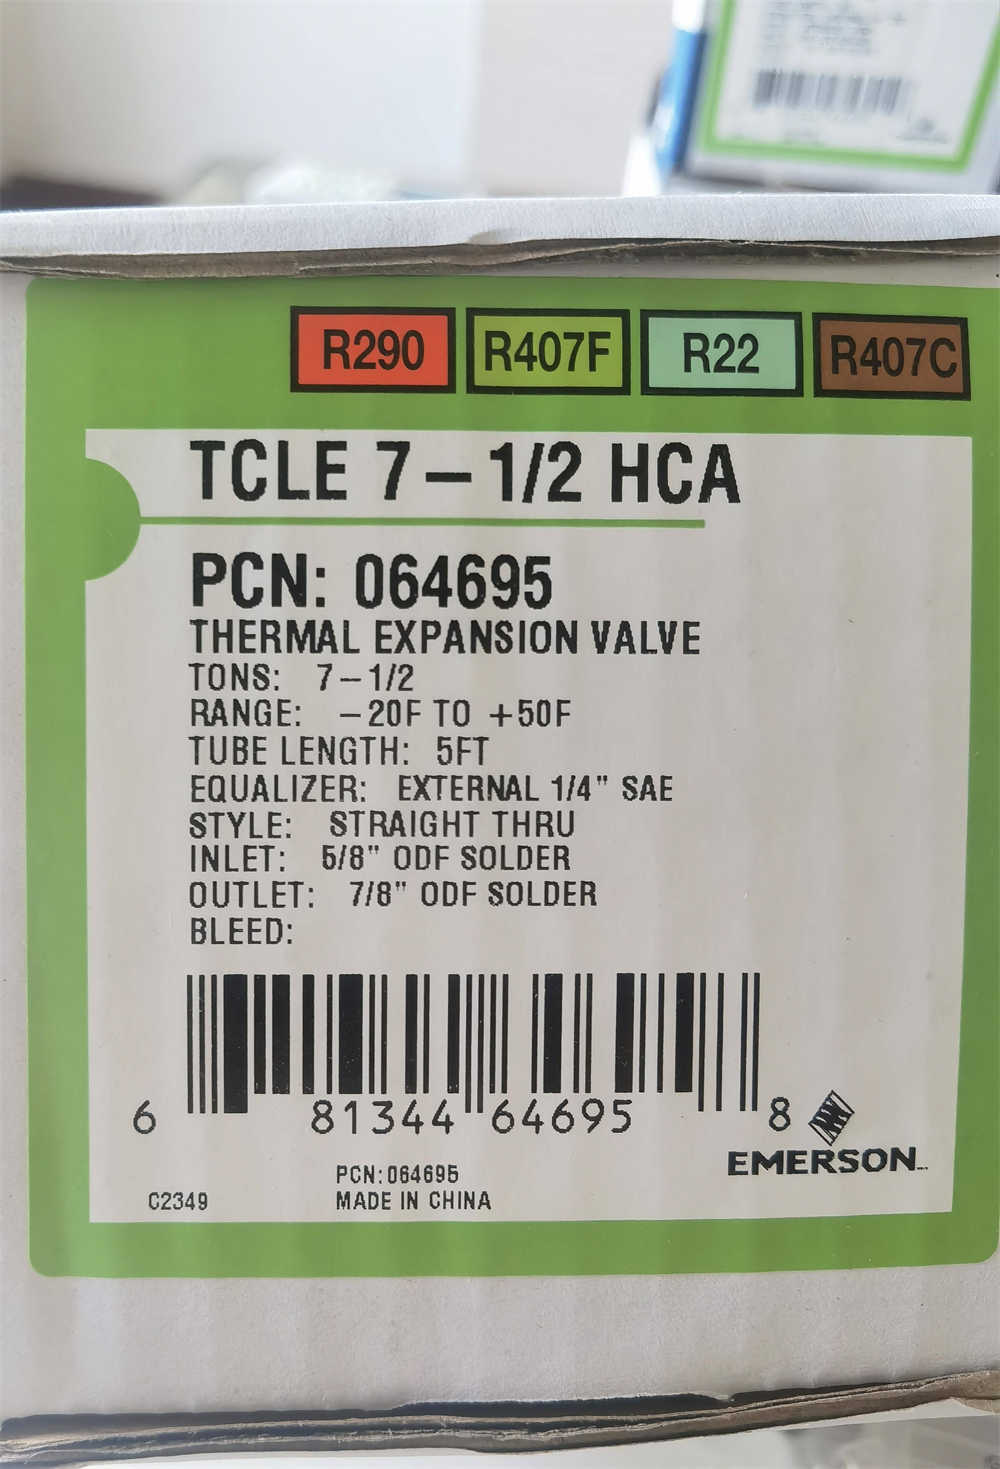 R290 R407F R22 R407C
TCLE 7-1/2 HCA
PCN: 064695
THERMAL EXPANSION VALVE
TONS: 7-1/2
RANGE: -20F TO +50F
TUBE LENGTH: 5FT
EQUALIZER: EXTERNAL 1/4" SAE
STYLE: STRAIGHT THRU
INLET: 5/8" ODF SOLDER
OUTLET: 7/8" ODF SOLDER
BLEED:
6 81344 64695 8
EMERSON
PCN:064695
C2349 MADE IN CHINA